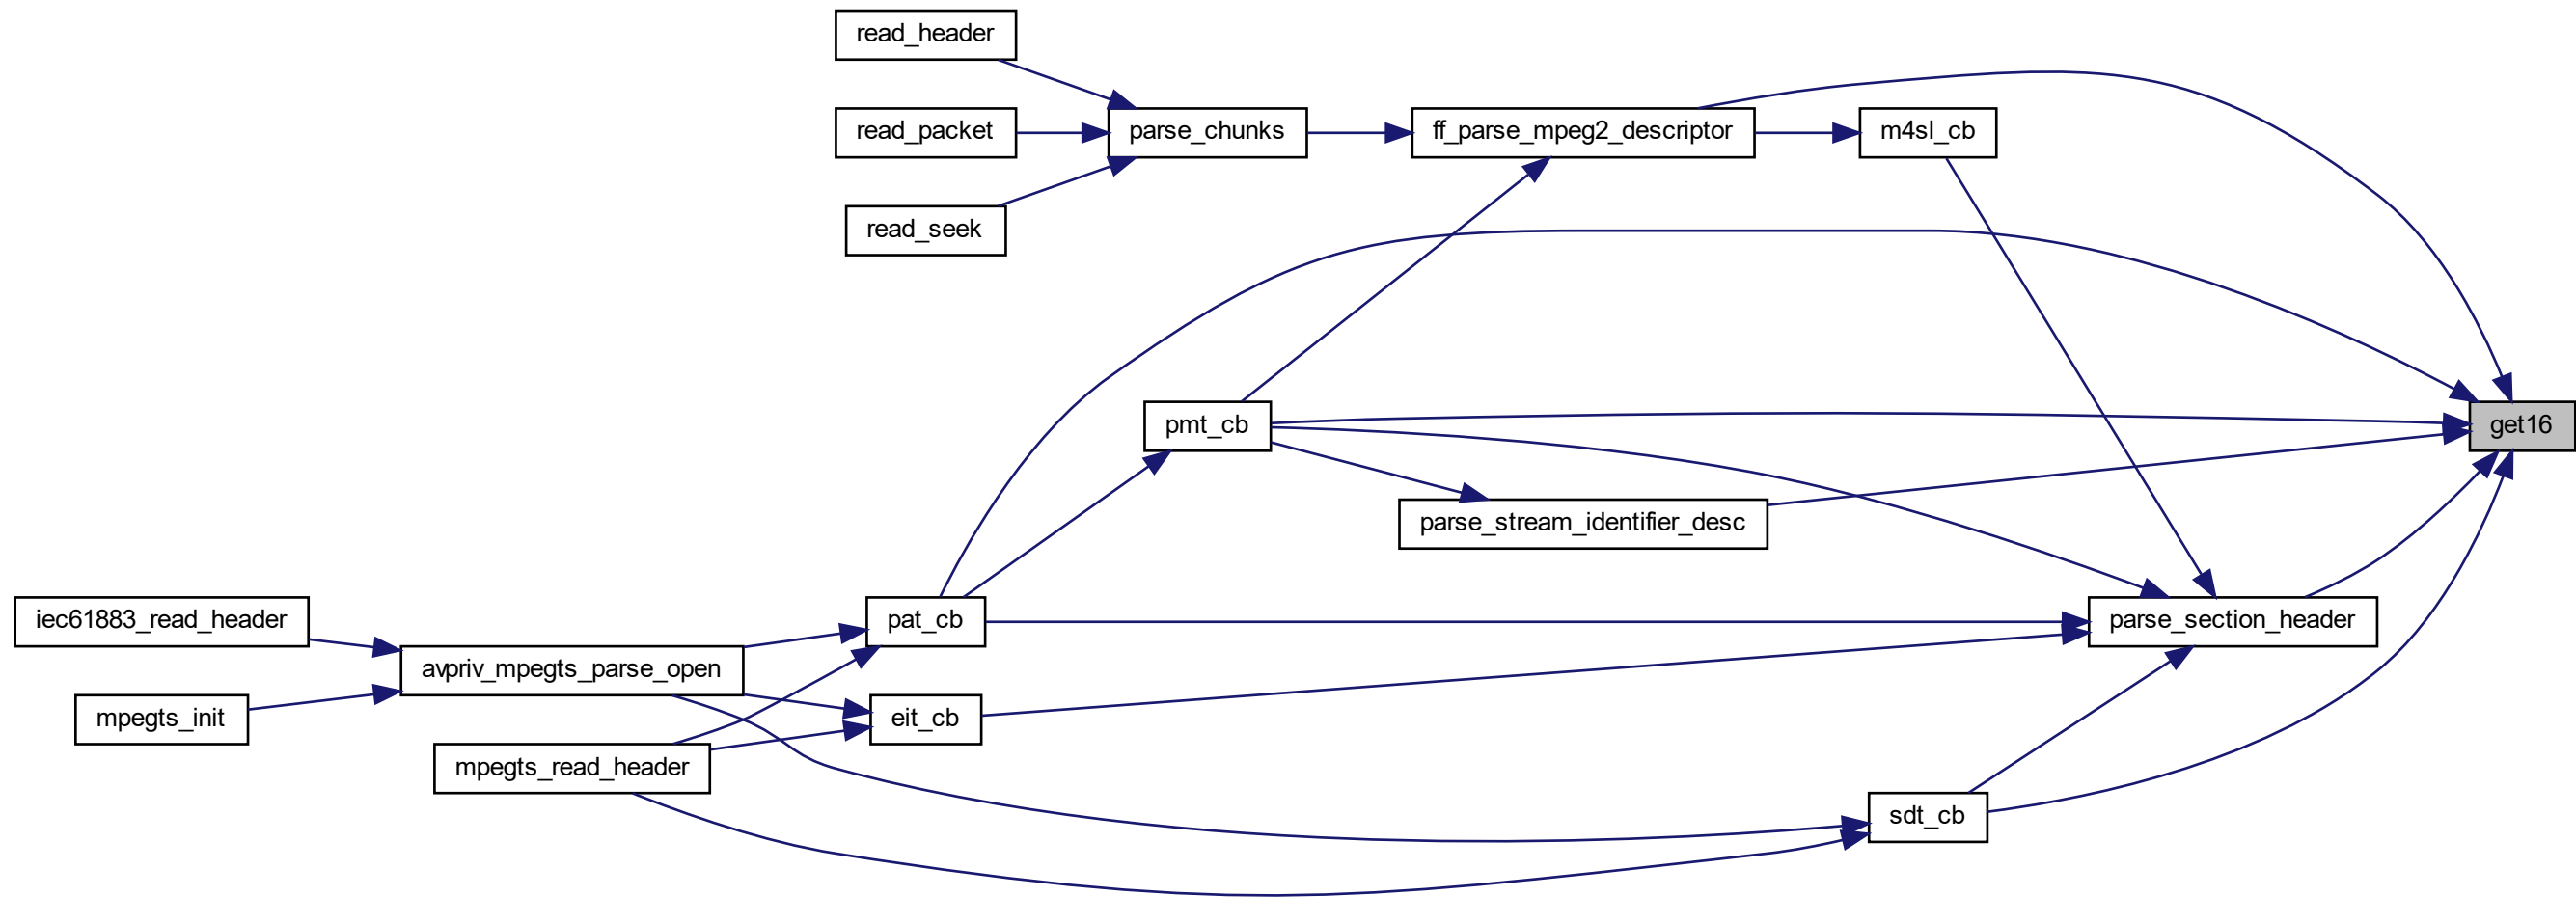 read_header
read_packet
parse_chunks
ff_parse_mpeg2_descriptor
m4sl_cb
read_seek
pmt_cb
get16
parse_stream_identifier_desc
iec61883_read_header
pat_cb
parse_section_header
avpriv_mpegts_parse_open
mpegts_init
eit_cb
mpegts_read_header
sdt_cb